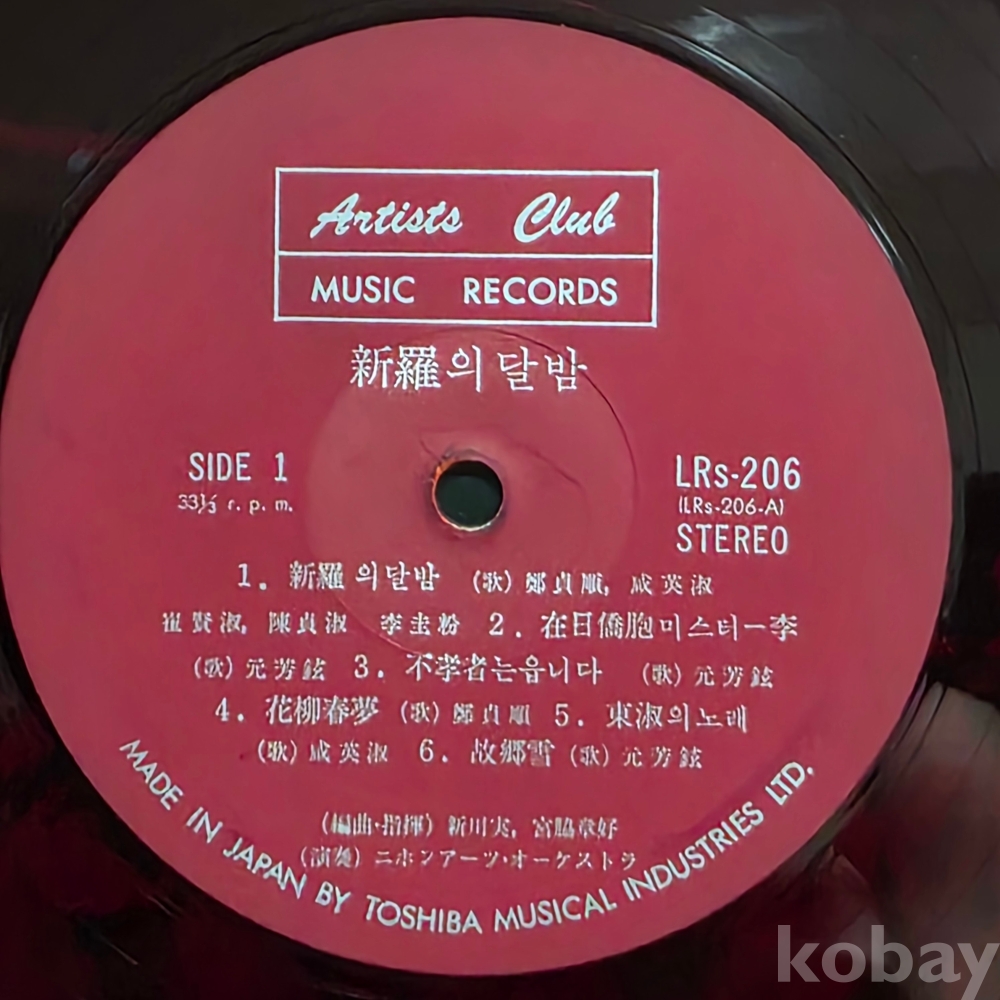 Artists Club
MUSIC RECORDS
新羅의달밤
SIDE 1
33⅓ r. p. m.
LRs-206
(LRs-206-A)
STEREO
1. 新羅의달밤 (歌) 鄭貞順, 成英淑
崔賢淑, 陳貞淑 李圭粉 2. 在日僑胞미스터ー李
(歌) 元芳鉉 3. 不孝者는읍니다 (歌) 元芳鉉
4. 花柳春夢 (歌) 鄭貞順 5. 東淑의노래
(歌) 成英淑 6. 故郷雪 (歌) 元芳鉉
(編曲・指揮) 新川実, 宮脇章好
(演奏) ニホンアーツ・オーケストラ
MADE IN JAPAN BY TOSHIBA MUSICAL INDUSTRIES LTD.
kobay